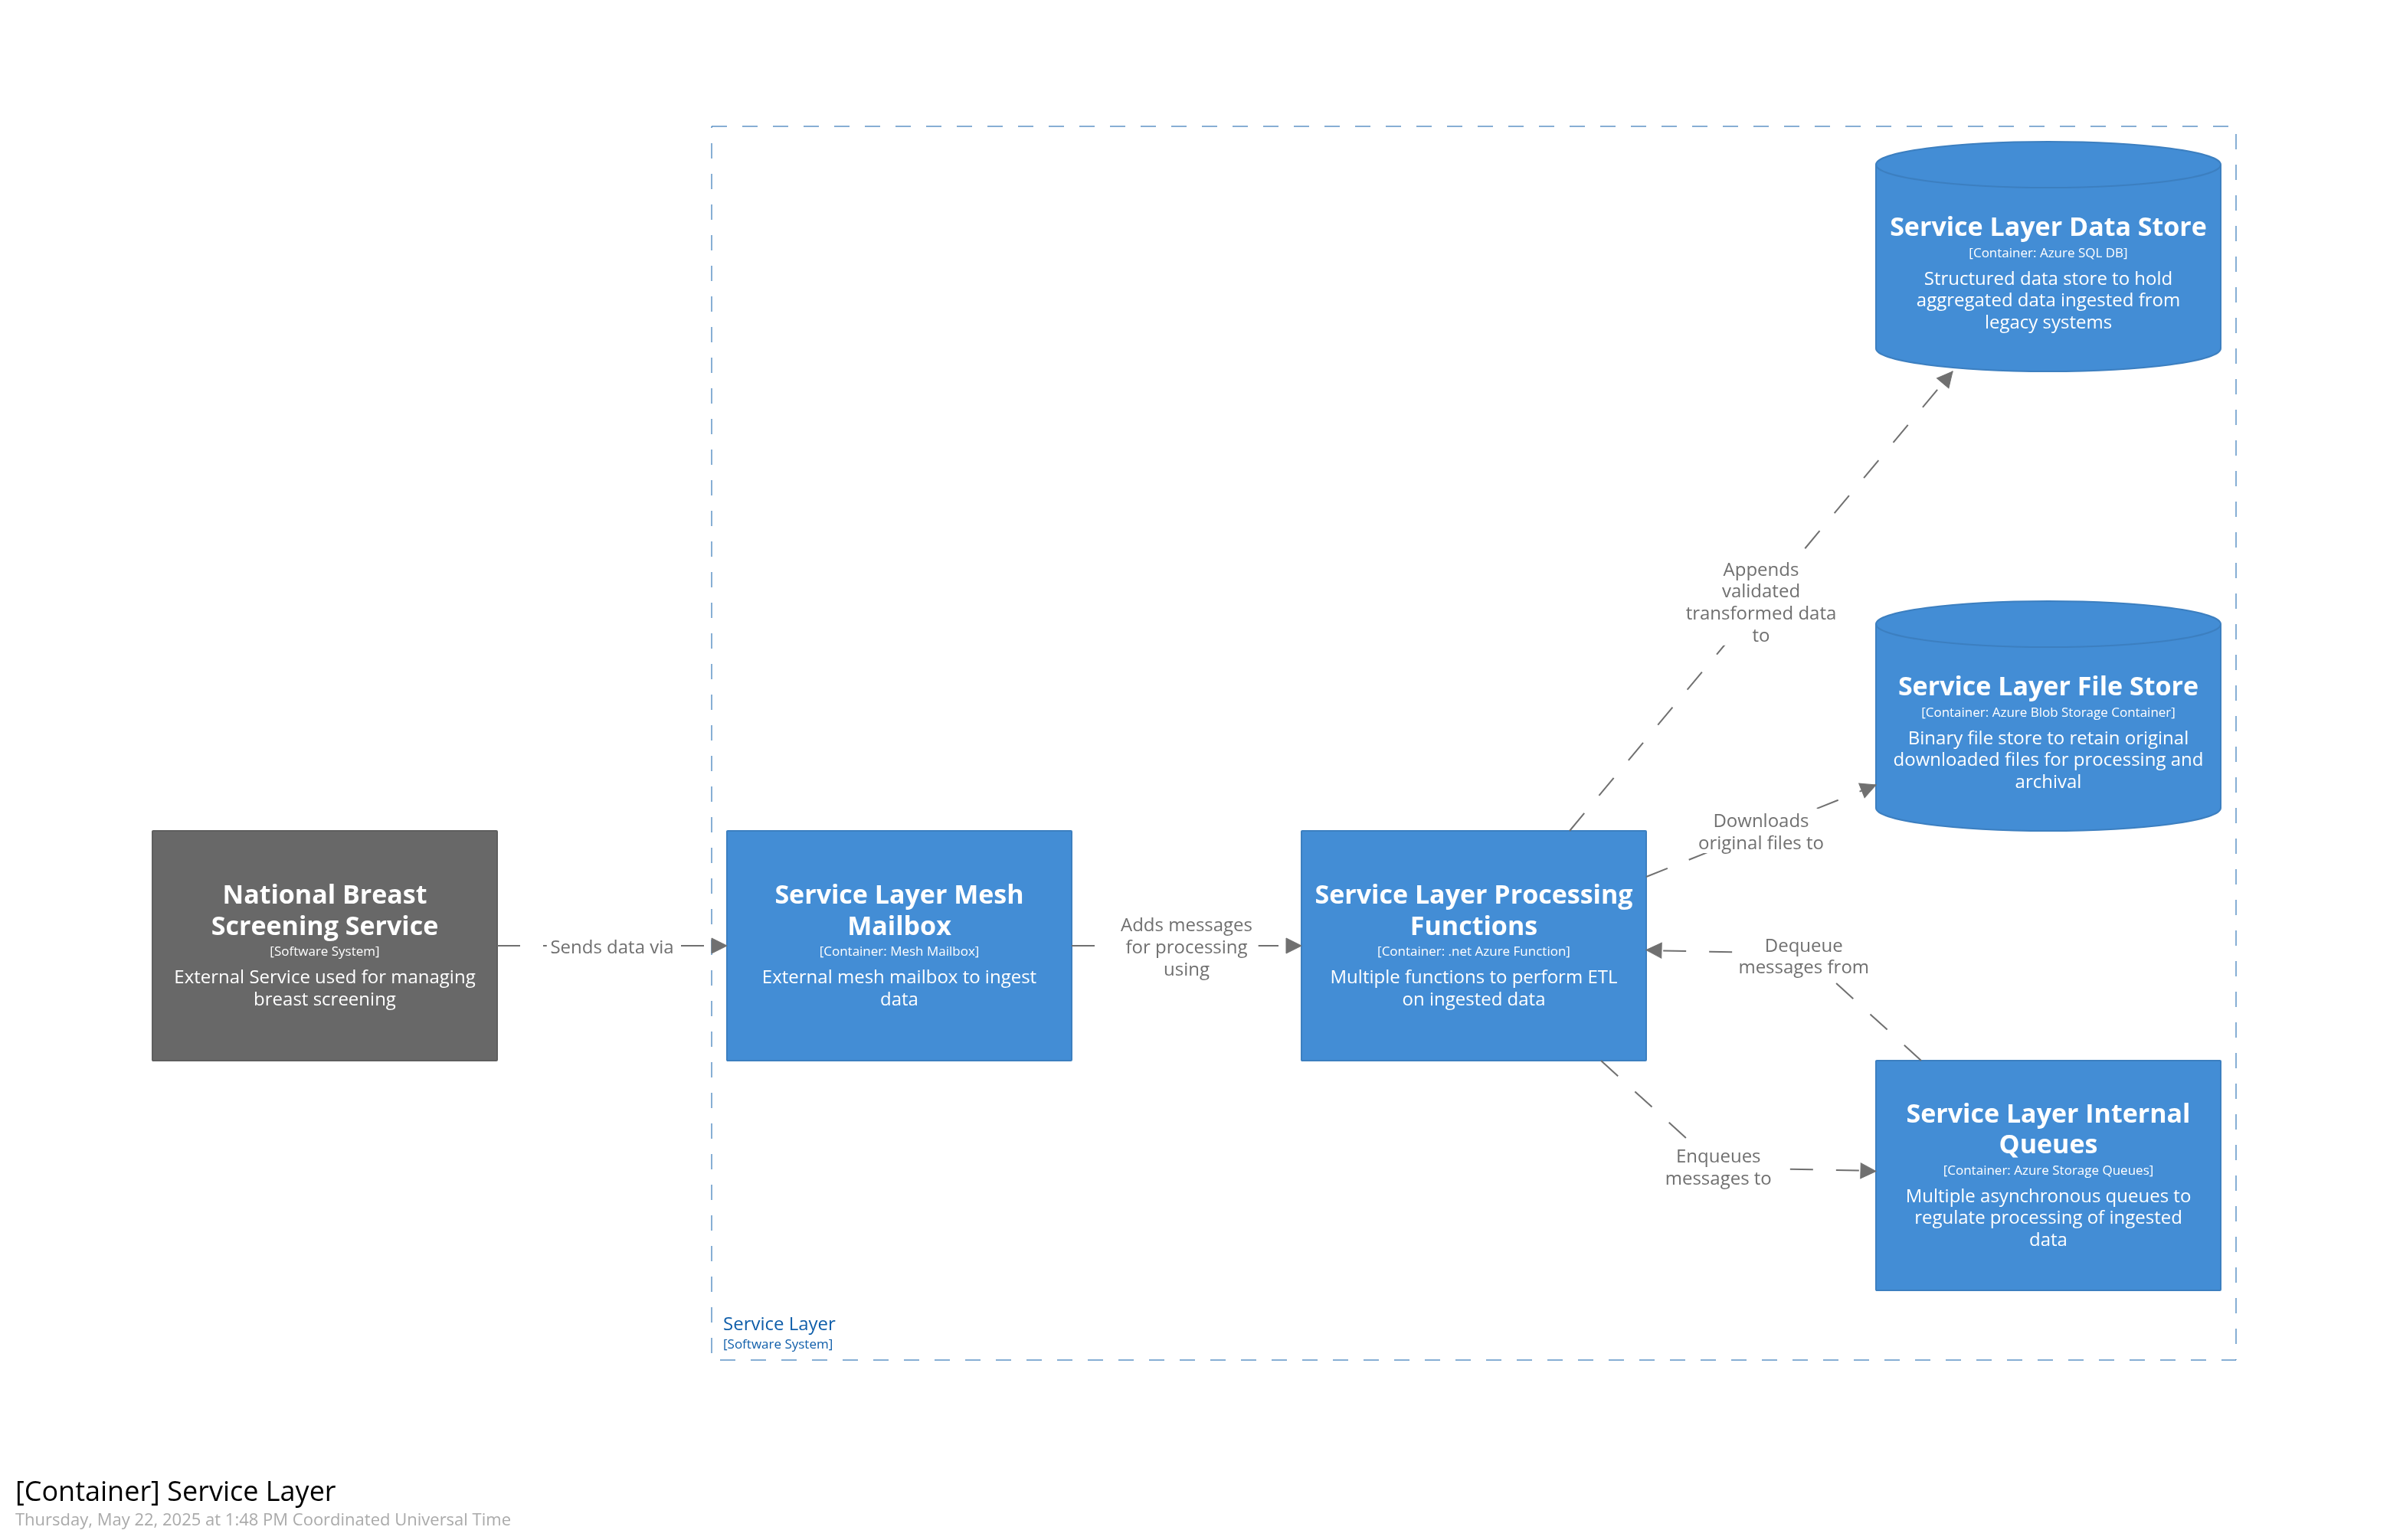 Service Layer Data Store
[Container: Azure SQL DB]
Structured data store to hold
aggregated data ingested from
legacy systems
Appends
validated
transformed data
to
Service Layer File Store
[Container: Azure Blob Storage Container]
Binary file store to retain original
downloaded files for processing and
archival
Downloads
original files to
National Breast
Screening Service
[Software System]
External Service used for managing
breast screening
Sends data via
Service Layer Mesh
Mailbox
[Container: Mesh Mailbox]
External mesh mailbox to ingest
data
Adds messages
for processing
using
Service Layer Processing
Functions
[Container: .net Azure Function]
Multiple functions to perform ETL
on ingested data
Dequeue
messages from
Enqueues
messages to
Service Layer Internal
Queues
[Container: Azure Storage Queues]
Multiple asynchronous queues to
regulate processing of ingested
data
Service Layer
[Software System]
[Container] Service Layer
Thursday, May 22, 2025 at 1:48 PM Coordinated Universal Time